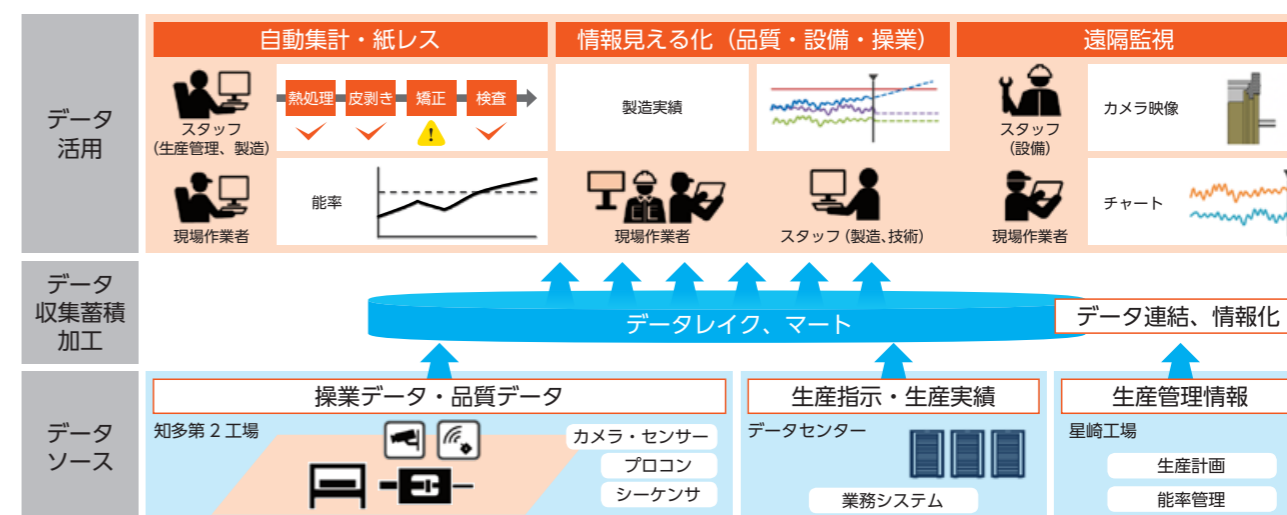 データ
活用
自動集計・紙レス
スタッフ
(生産管理、製造)
熱処理
皮剥き
矯正
検査
!
現場作業者
能率
情報見える化（品質・設備・操業）
製造実績
現場作業者
スタッフ（製造、技術）
遠隔監視
スタッフ
(設備)
カメラ映像
現場作業者
チャート
データ
収集蓄積
加工
データレイク、マート
データ連結、情報化
データ
ソース
操業データ・品質データ
知多第2工場
カメラ・センサー
プロコン
シーケンサ
生産指示・生産実績
データセンター
業務システム
生産管理情報
星崎工場
生産計画
能率管理